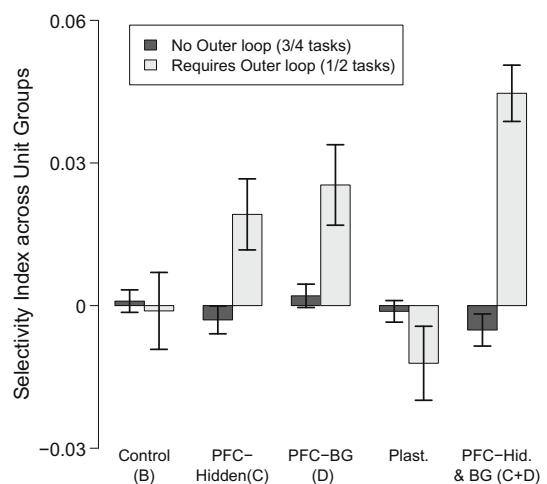 0.06
No Outer loop (3/4 tasks)
Requires Outer loop (1/2 tasks)
Selectivity Index across Unit Groups
0.03
0
−0.03
Control
(B)
PFC−
Hidden(C)
PFC−BG
(D)
Plast.
PFC−Hid.
& BG (C+D)